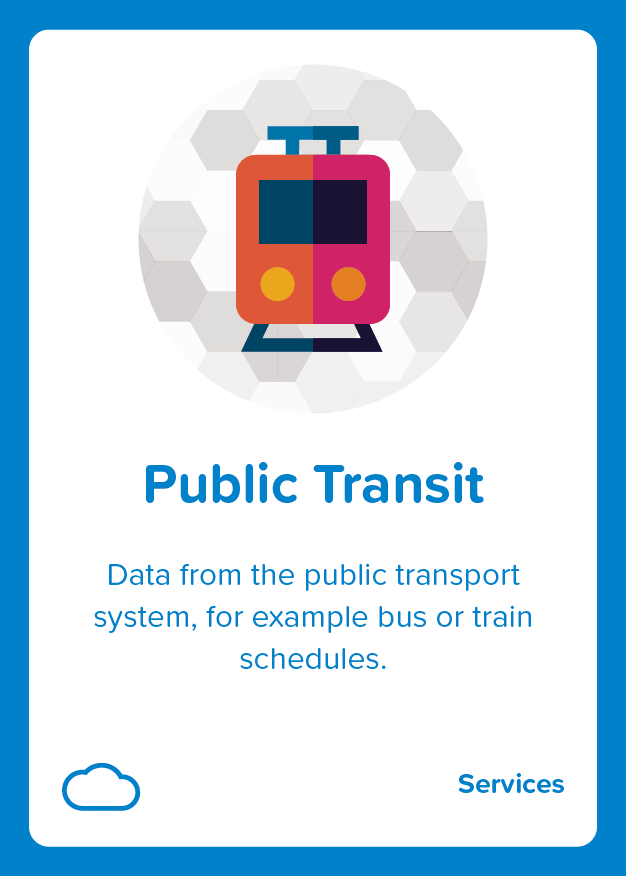 Public Transit
Data from the public transport
system, for example bus or train
schedules.
Services